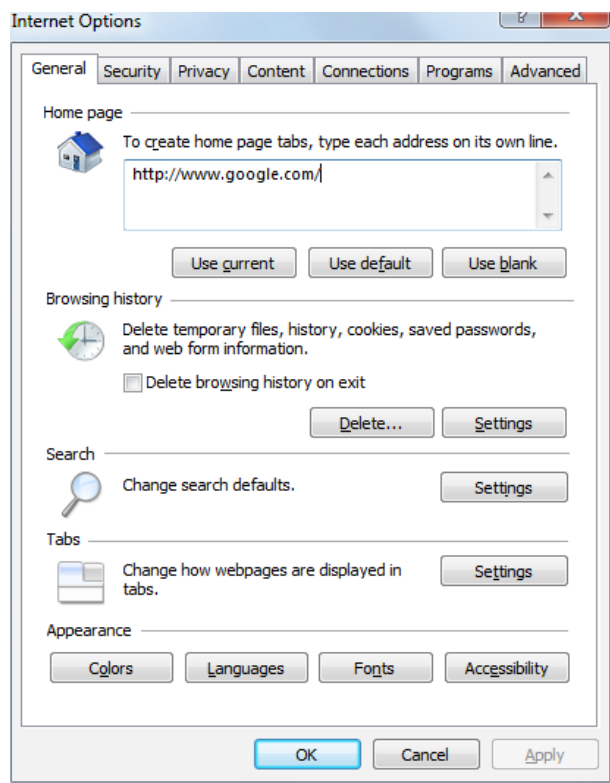 Internet Options
General Security Privacy Content Connections Programs Advanced
Home page
To create home page tabs, type each address on its own line.
http://www.google.com/
Use current Use default Use blank
Browsing history
Delete temporary files, history, cookies, saved passwords,
and web form information.
Delete browsing history on exit
Delete... Settings
Search
Change search defaults. Settings
Tabs
Change how webpages are displayed in Settings
tabs.
Appearance
Colors Languages Fonts Accessibility
OK Cancel Apply